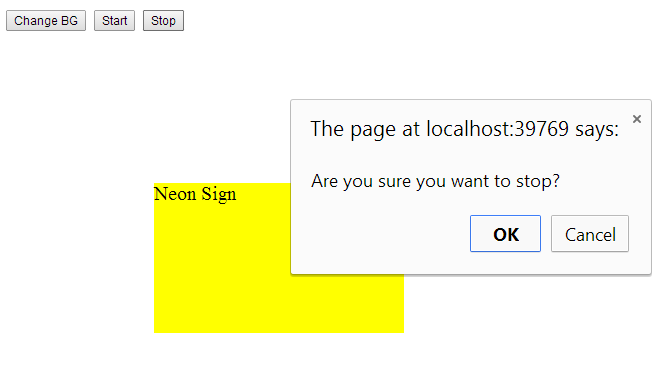 Change BG Start Stop
The page at localhost:39769 says:
Are you sure you want to stop?
Neon Sign
OK Cancel